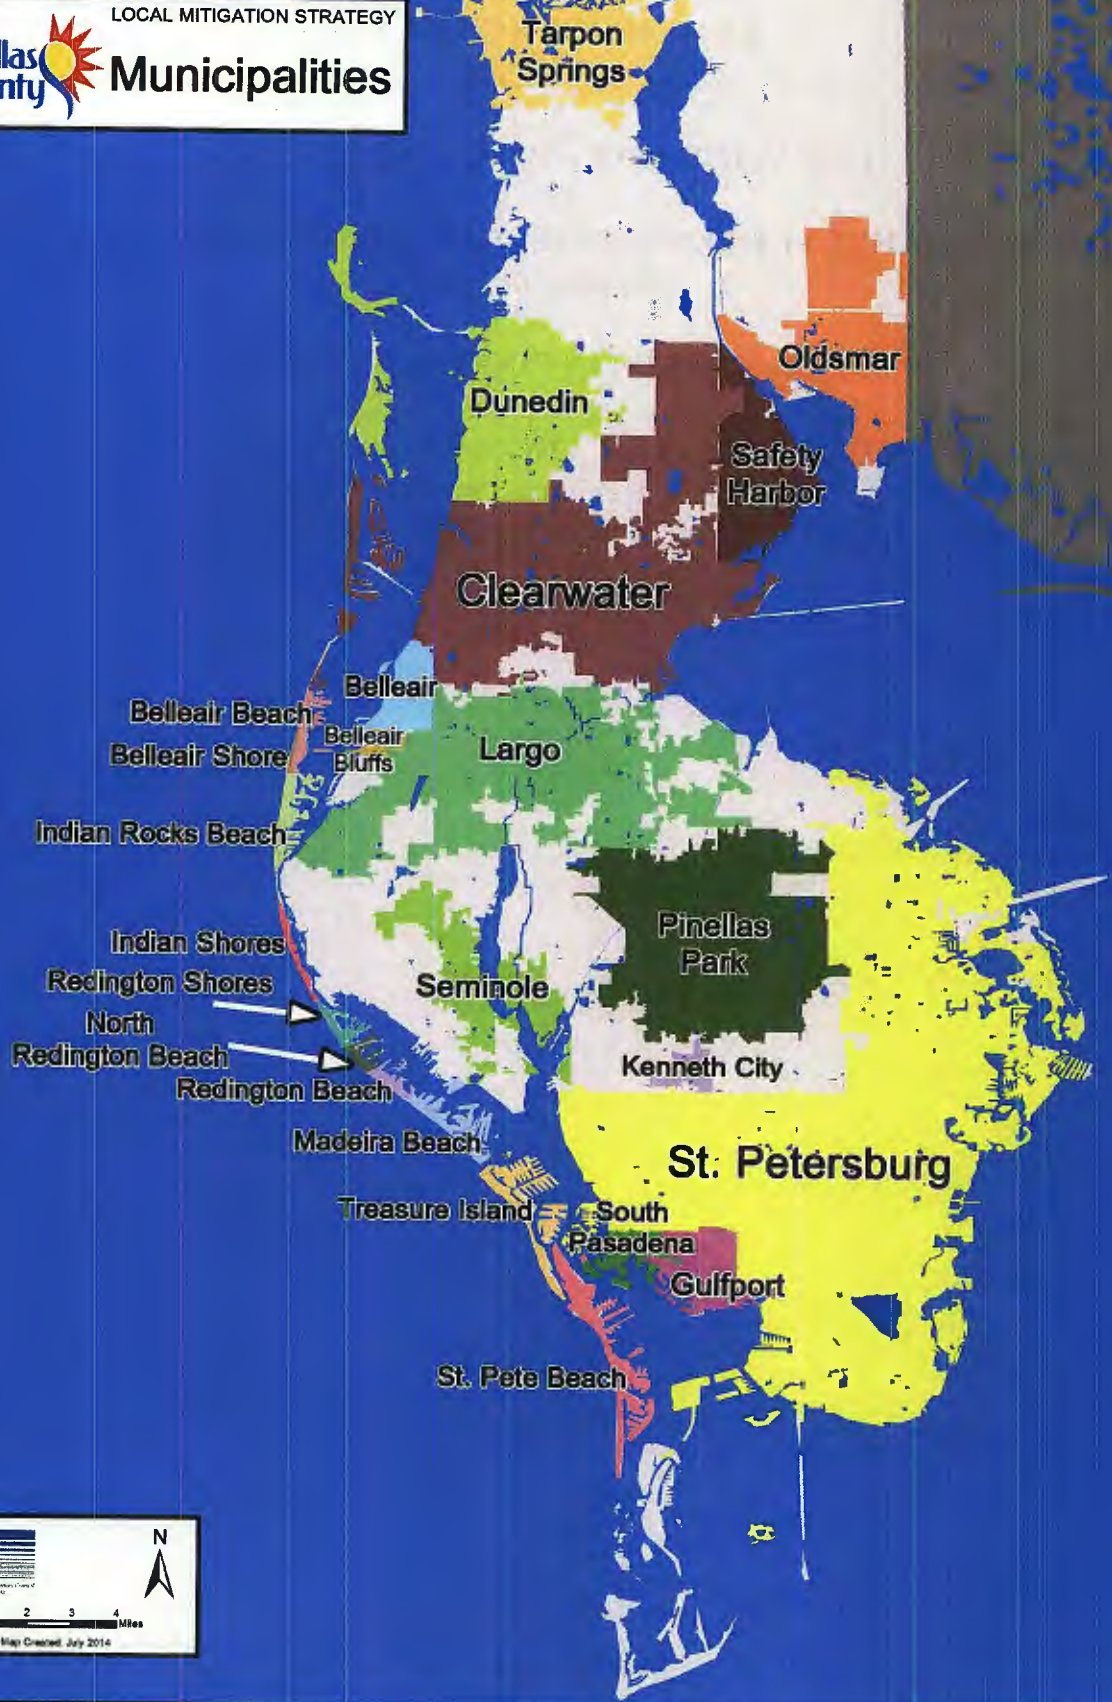 LOCAL MITIGATION STRATEGY
Municipalities
llas
nty
Tarpon
Springs
Oldsmar
Dunedin
Safety
Harbor
Clearwater
Belleair
Belleair Beach
Belleair
Bluffs
Belleair Shore
Largo
Indian Rocks Beach
Pinellas
Park
Indian Shores
Redington Shores
Seminole
North
Redington Beach
Kenneth City
Redington Beach
Madeira Beach
St. Petersburg
Treasure Island
South
Pasadena
Gulfport
St. Pete Beach
N
2 3 4
Miles
Map Created: July 2014